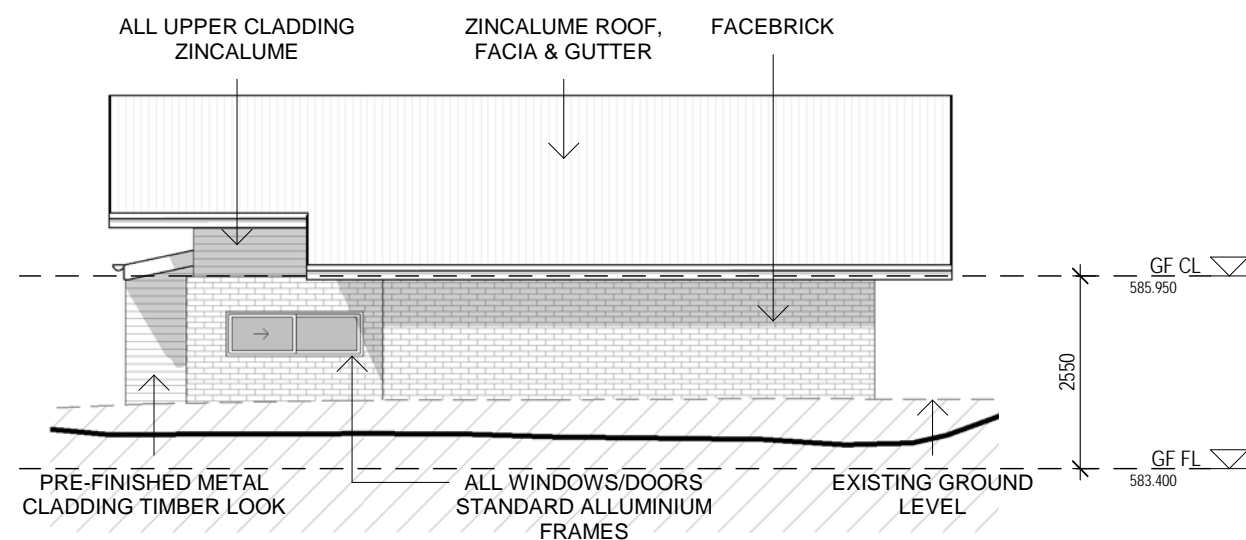 ALL UPPER CLADDING
ZINCALUME
ZINCALUME ROOF,
FACIA & GUTTER
FACEBRICK
GF CL
585.950
2550
GF FL
583.400
PRE-FINISHED METAL
CLADDING TIMBER LOOK
ALL WINDOWS/DOORS
STANDARD ALLUMINIUM
FRAMES
EXISTING GROUND
LEVEL